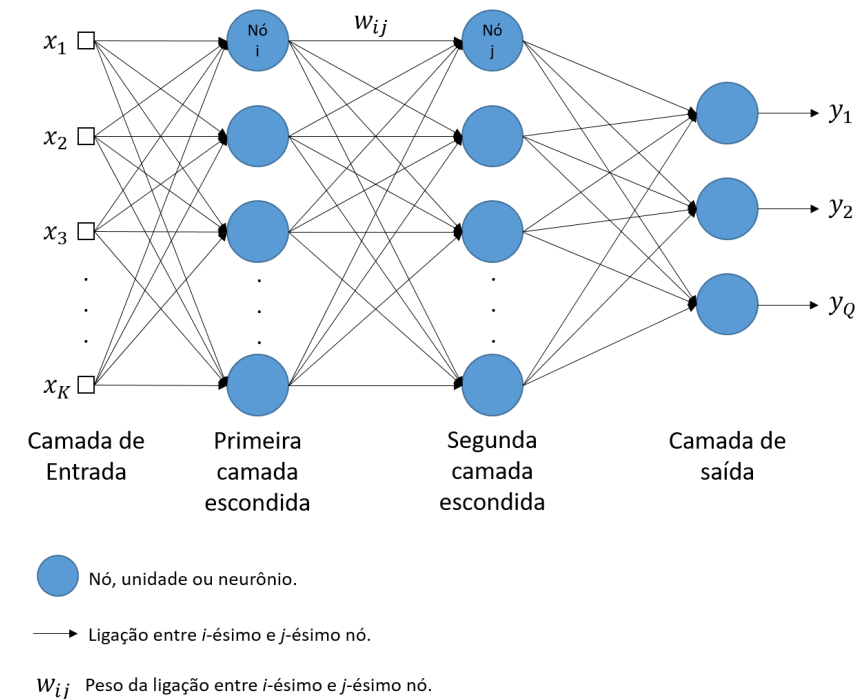 x1
x2
x3
.
.
.
xK
Nó
i
wij
Nó
j
.
.
.
.
.
.
y1
y2
yQ
Camada de
Entrada
Primeira
camada
escondida
Segunda
camada
escondida
Camada de
saída
Nó, unidade ou neurônio.
Ligação entre i-ésimo e j-ésimo nó.
wij Peso da ligação entre i-ésimo e j-ésimo nó.